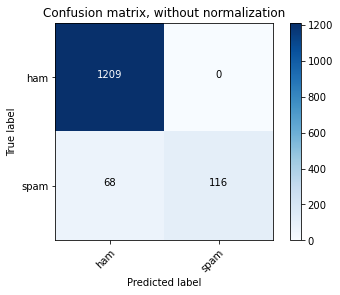 Confusion matrix, without normalization
True label
ham
1209
0
spam
68
116
ham
spam
Predicted label
1200
1000
800
600
400
200
0